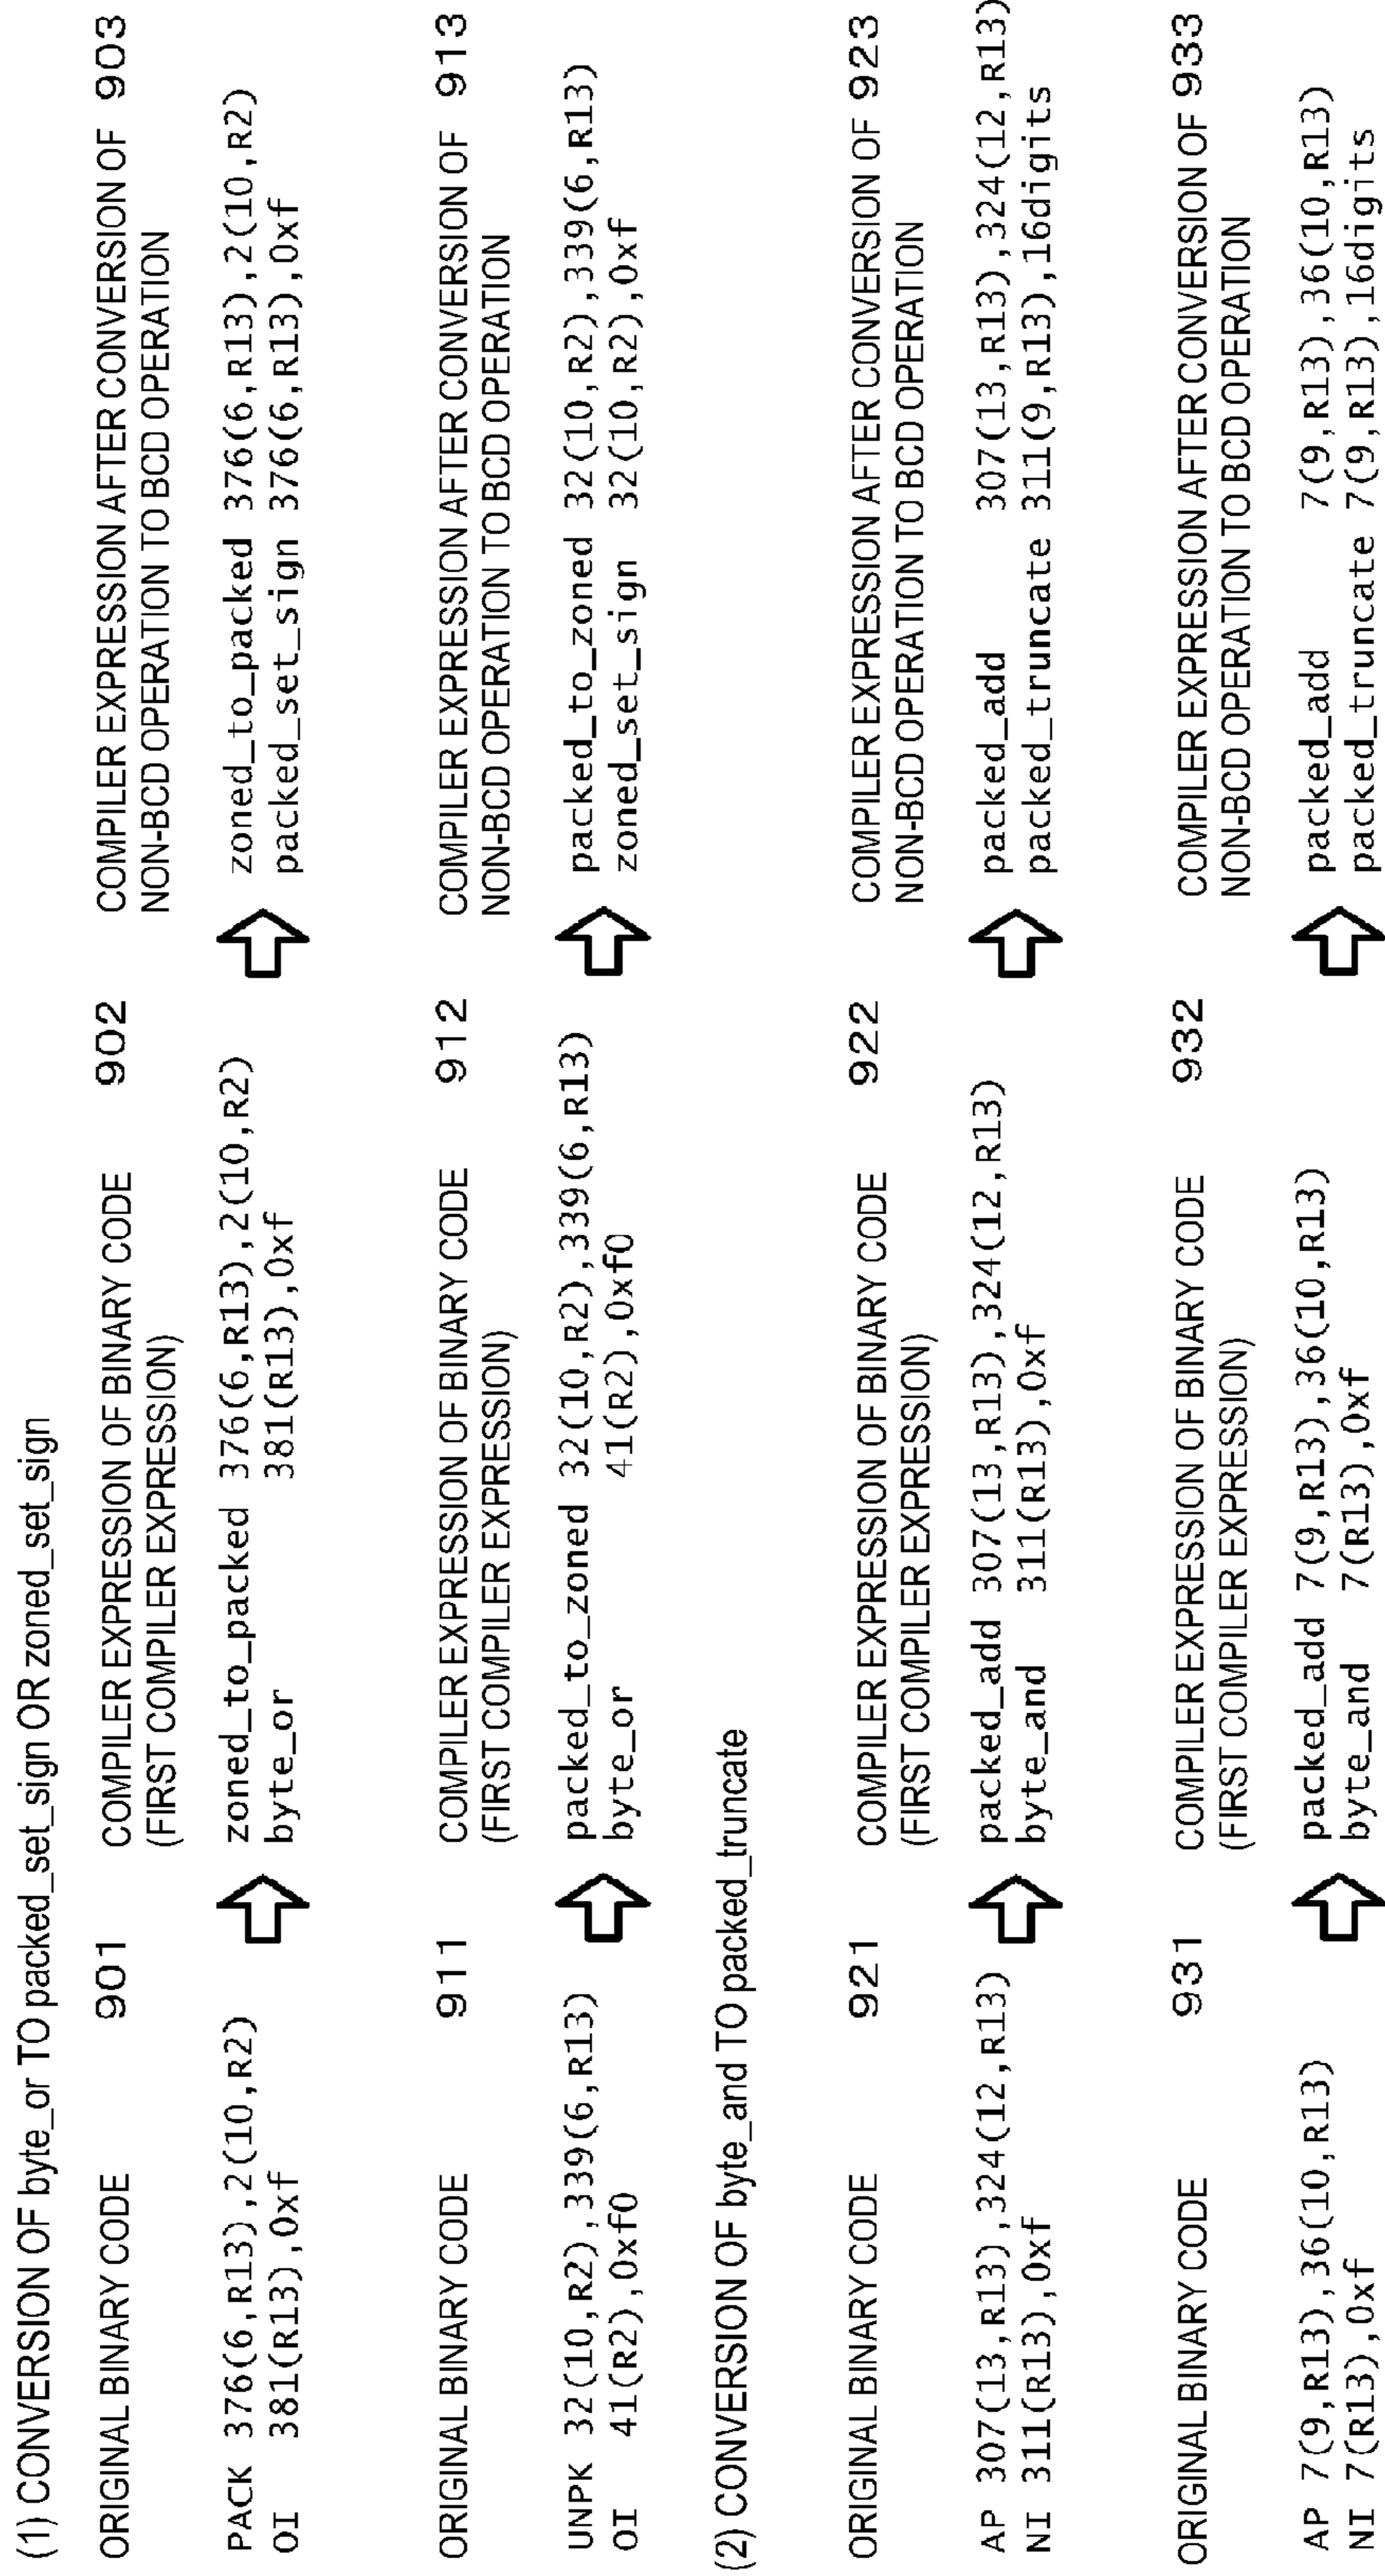 (1) CONVERSION OF byte_or TO packed_set_sign OR zoned_set_sign
ORIGINAL BINARY CODE 901
PACK 376(6,R13),2(10,R2)
OI 381(R13),0xf
COMPILER EXPRESSION OF BINARY CODE 902
(FIRST COMPILER EXPRESSION)
zoned_to_packed 376(6,R13),2(10,R2)
byte_or 381(R13),0xf
COMPILER EXPRESSION AFTER CONVERSION OF 903
NON-BCD OPERATION TO BCD OPERATION
zoned_to_packed 376(6,R13),2(10,R2)
packed_set_sign 376(6,R13),0xf
ORIGINAL BINARY CODE 911
UNPK 32(10,R2),339(6,R13)
OI 41(R2),0xf0
COMPILER EXPRESSION OF BINARY CODE 912
(FIRST COMPILER EXPRESSION)
packed_to_zoned 32(10,R2),339(6,R13)
byte_or 41(R2),0xf0
COMPILER EXPRESSION AFTER CONVERSION OF 913
NON-BCD OPERATION TO BCD OPERATION
packed_to_zoned 32(10,R2),339(6,R13)
zoned_set_sign 32(10,R2),0xf
(2) CONVERSION OF byte_and TO packed_truncate
ORIGINAL BINARY CODE 921
AP 307(13,R13),324(12,R13)
NI 311(R13),0xf
COMPILER EXPRESSION OF BINARY CODE 922
(FIRST COMPILER EXPRESSION)
packed_add 307(13,R13),324(12,R13)
byte_and 311(R13),0xf
COMPILER EXPRESSION AFTER CONVERSION OF 923
NON-BCD OPERATION TO BCD OPERATION
packed_add 307(13,R13),324(12,R13)
packed_truncate 311(9,R13),16digits
ORIGINAL BINARY CODE 931
AP 7(9,R13),36(10,R13)
NI 7(R13),0xf
COMPILER EXPRESSION OF BINARY CODE 932
(FIRST COMPILER EXPRESSION)
packed_add 7(9,R13),36(10,R13)
byte_and 7(R13),0xf
COMPILER EXPRESSION AFTER CONVERSION OF 933
NON-BCD OPERATION TO BCD OPERATION
packed_add 7(9,R13),36(10,R13)
packed_truncate 7(9,R13),16digits